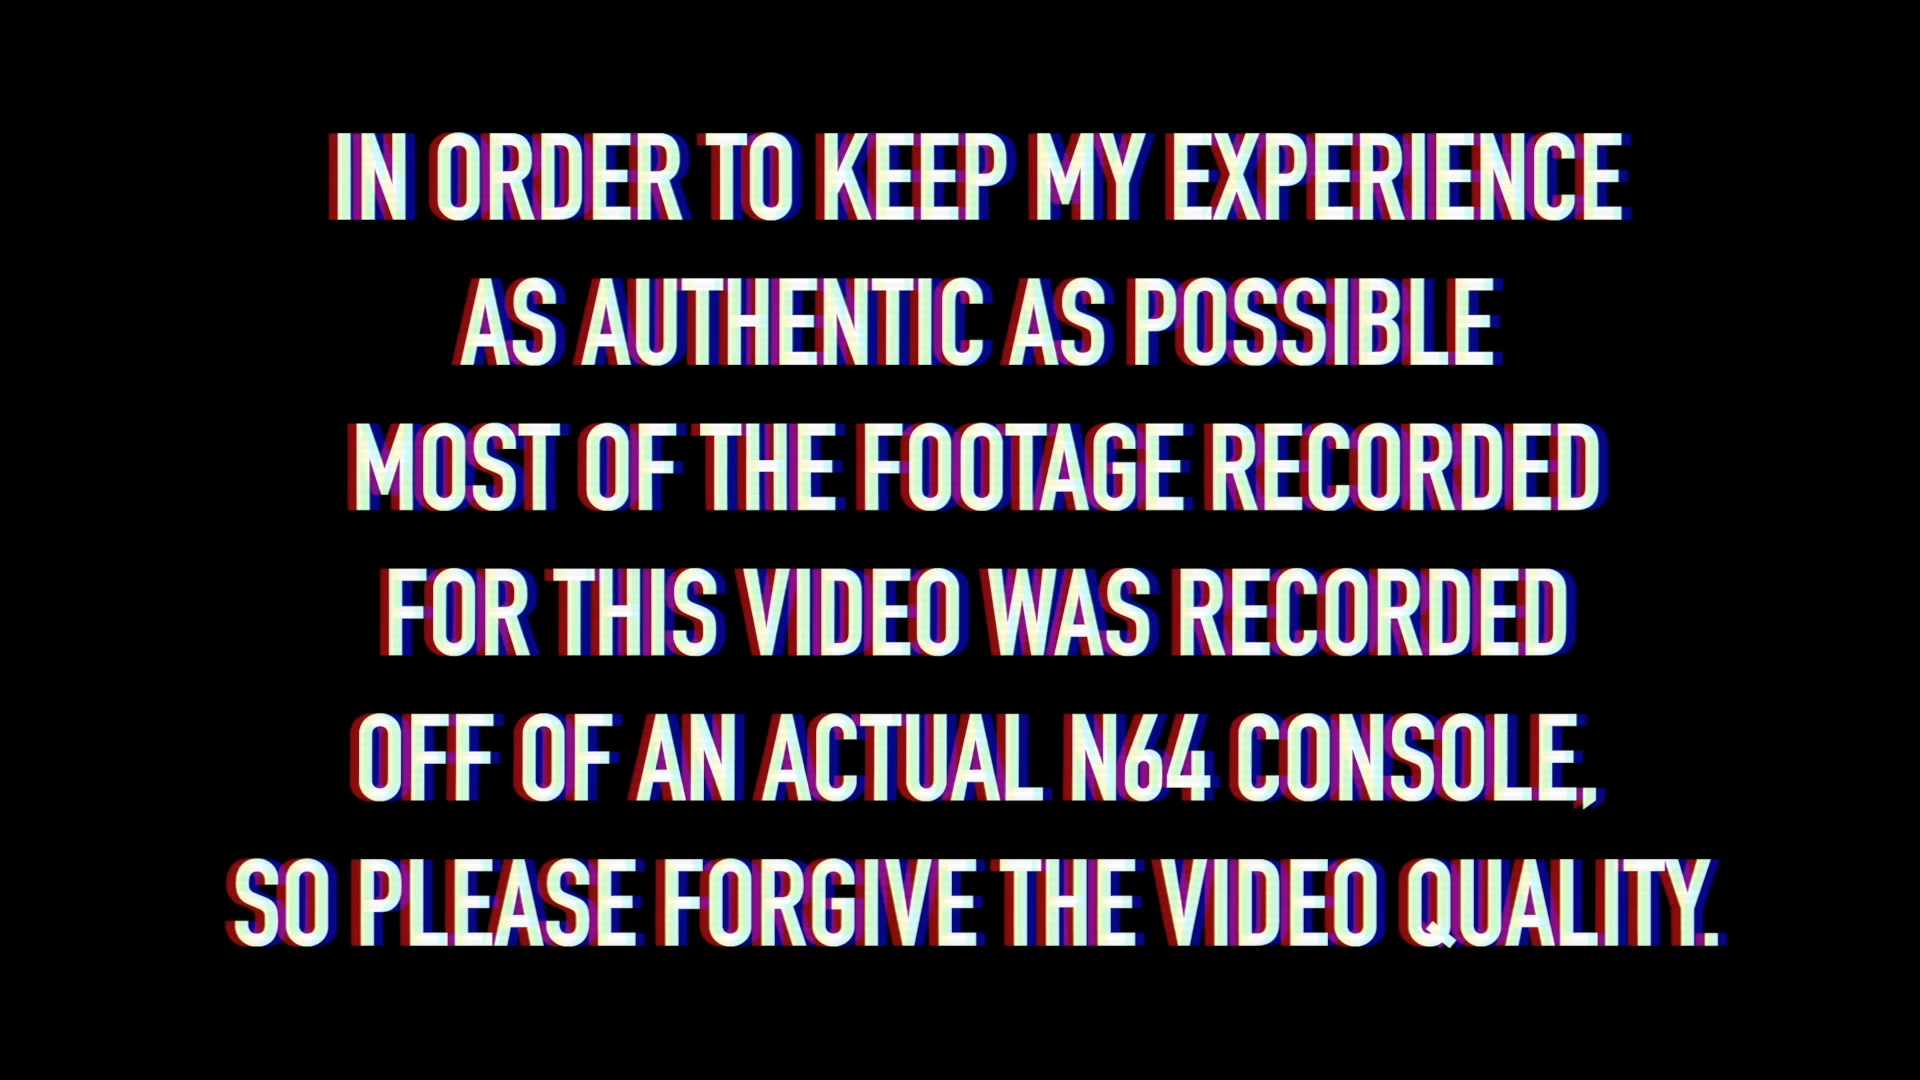 IN ORDER TO KEEP MY EXPERIENCE
AS AUTHENTIC AS POSSIBLE
MOST OF THE FOOTAGE RECORDED
FOR THIS VIDEO WAS RECORDED
OFF OF AN ACTUAL N64 CONSOLE,
SO PLEASE FORGIVE THE VIDEO QUALITY.